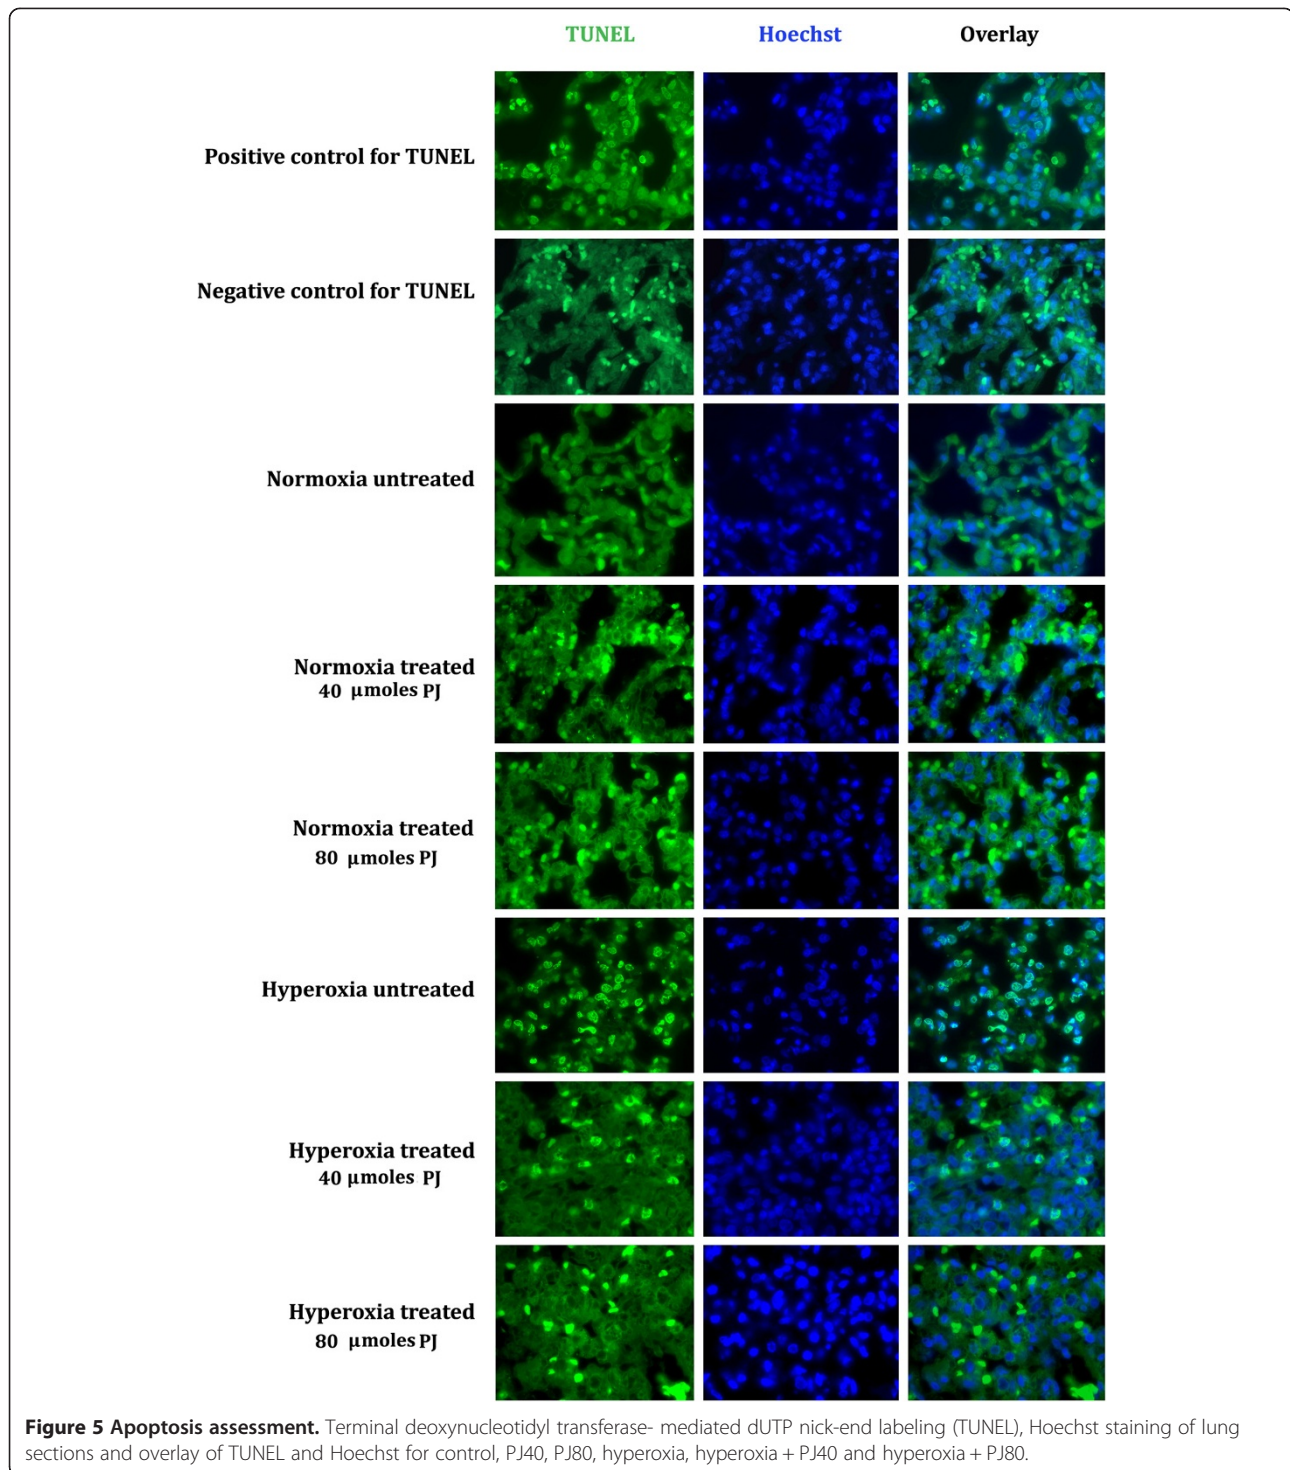 TUNEL Hoechst Overlay
Positive control for TUNEL
Negative control for TUNEL
Normoxia untreated
Normoxia treated
40 μmoles PJ
Normoxia treated
80 μmoles PJ
Hyperoxia untreated
Hyperoxia treated
40 μmoles PJ
Hyperoxia treated
80 μmoles PJ
Figure 5 Apoptosis assessment. Terminal deoxynucleotidyl transferase- mediated dUTP nick-end labeling (TUNEL), Hoechst staining of lung
sections and overlay of TUNEL and Hoechst for control, PJ40, PJ80, hyperoxia, hyperoxia + PJ40 and hyperoxia + PJ80.